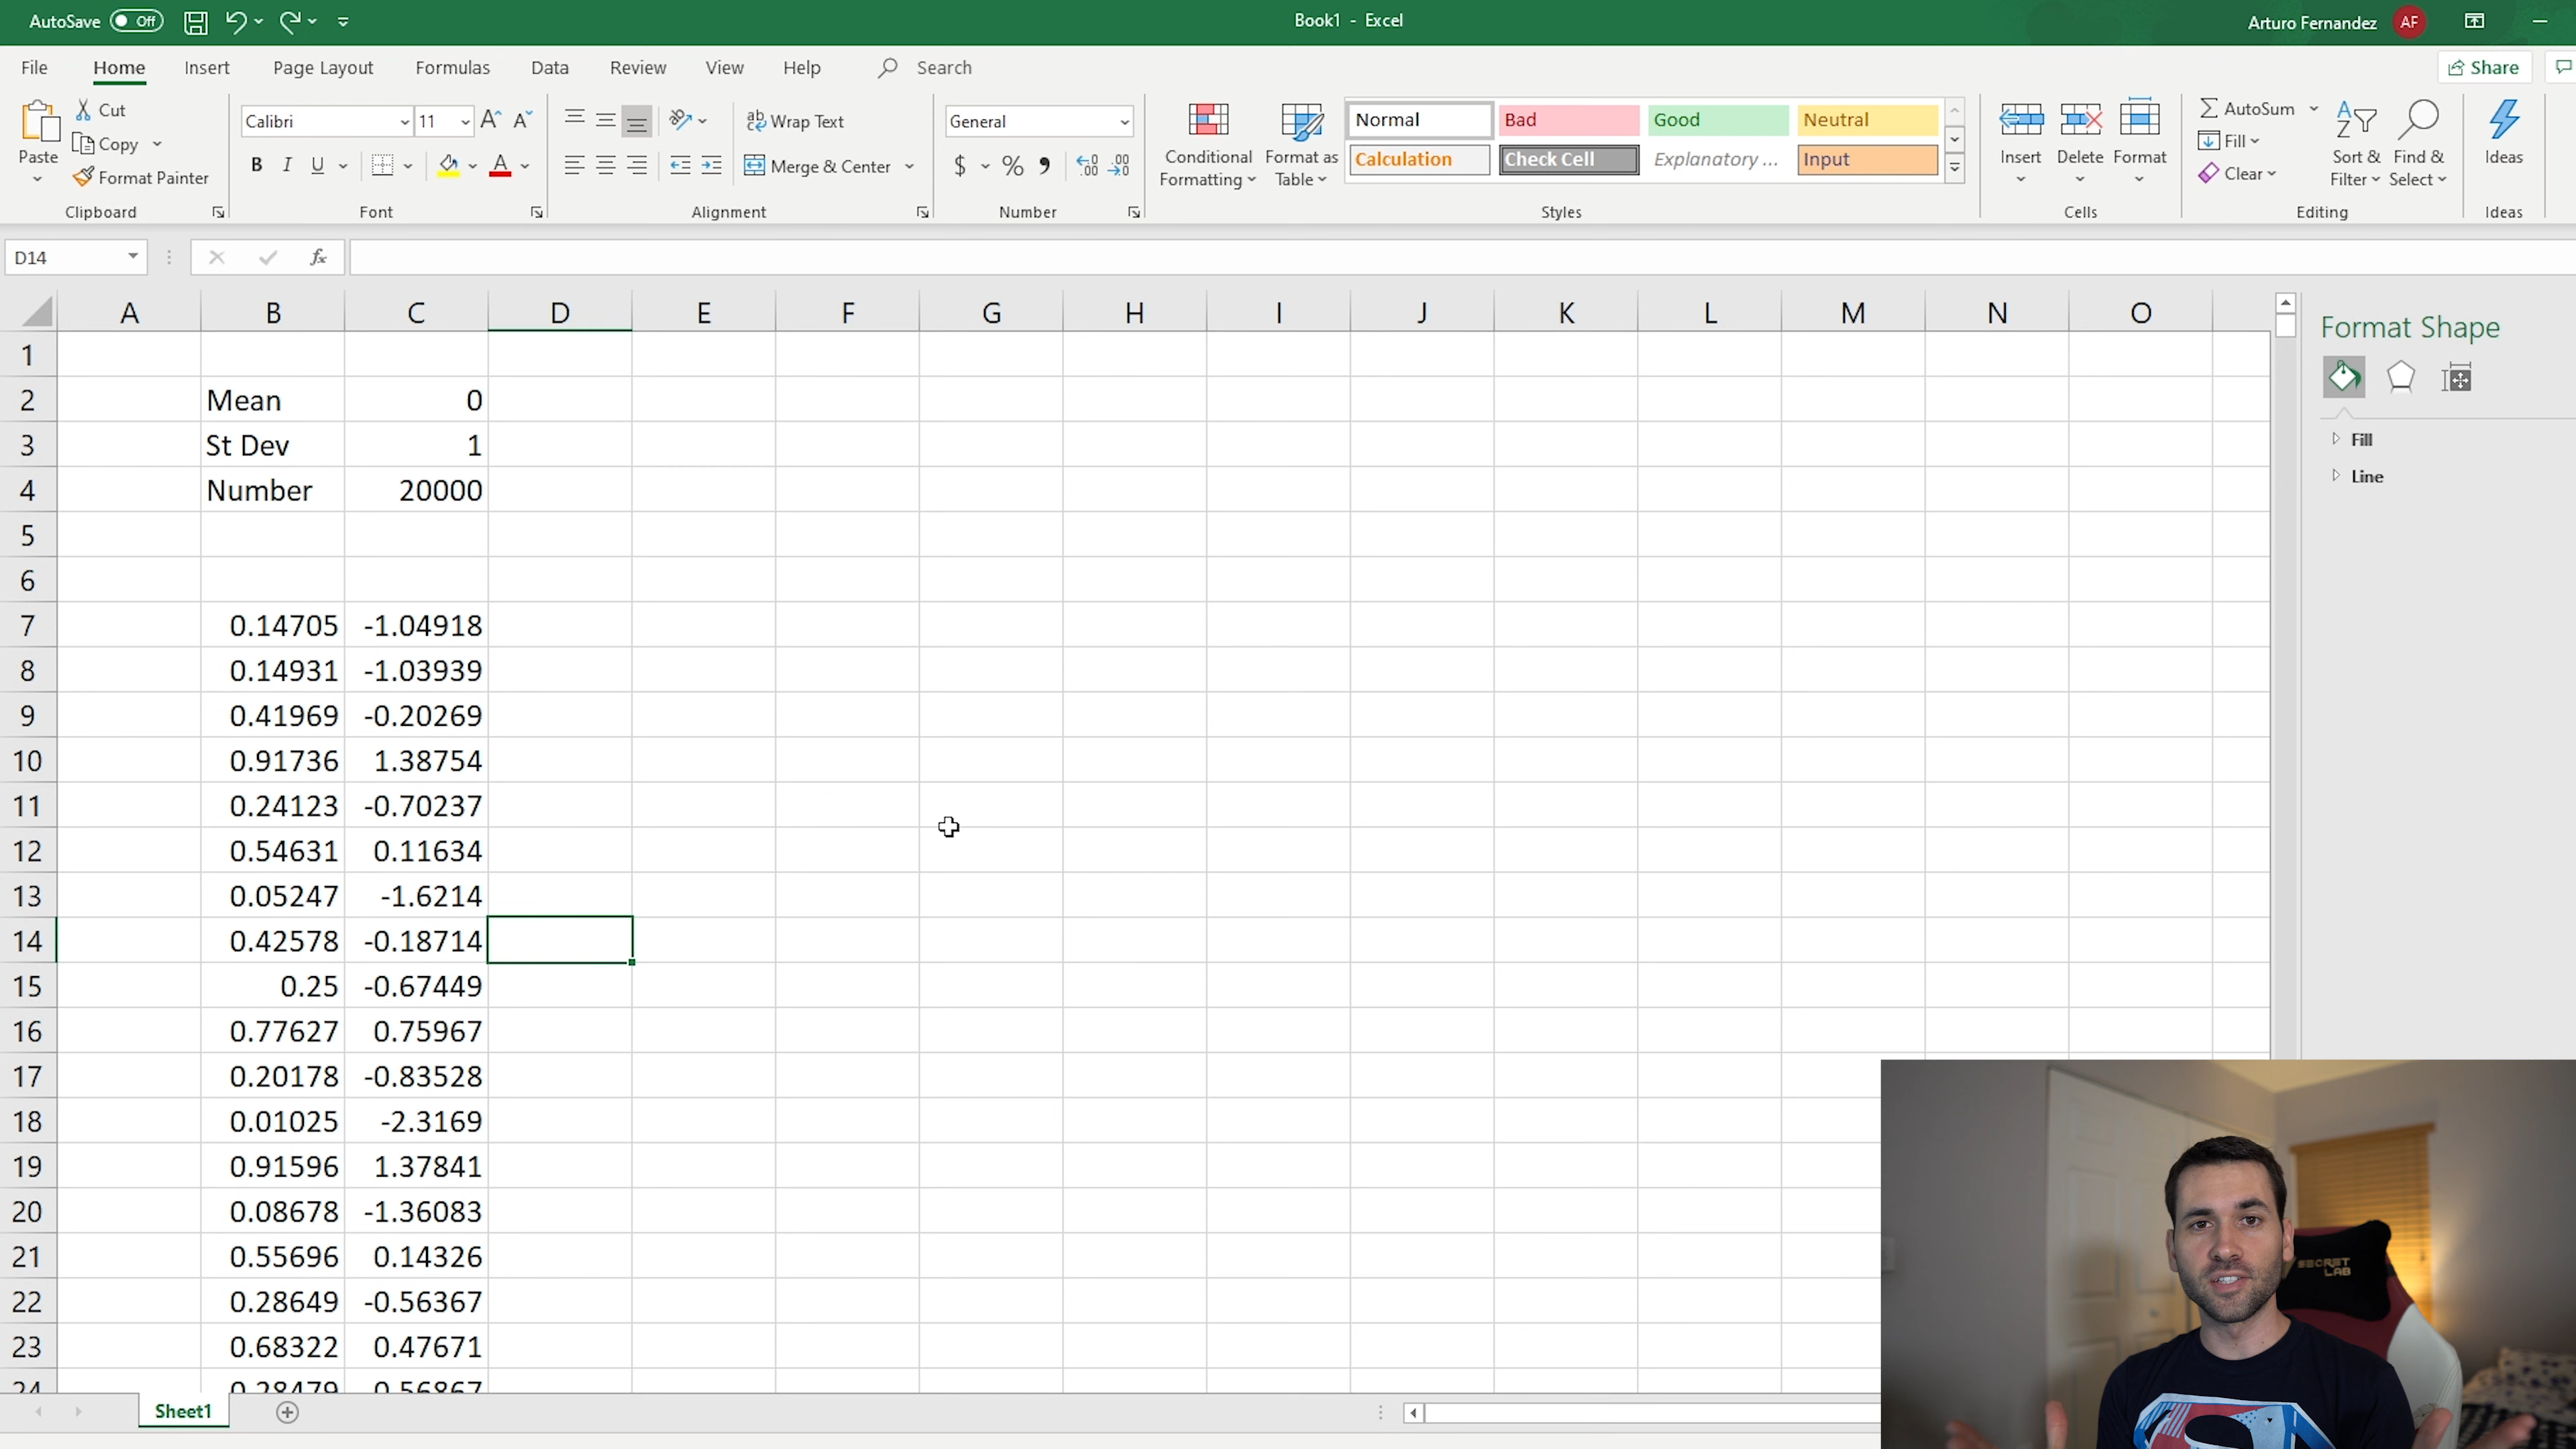 AutoSave Off Book1 - Excel Arturo Fernandez AF
File Home Insert Page Layout Formulas Data Review View Help Search Share
Paste
Cut
Copy
Format Painter
Clipboard
Calibri 11
B I U A
Font
Wrap Text
Merge & Center
Alignment
General
$ % ,
Number
Conditional Formatting
Format as Table
Normal Bad Good Neutral
Calculation Check Cell Explanatory ... Input
Styles
Insert Delete Format
Cells
AutoSum
Fill
Clear
Sort & Filter
Find & Select
Editing
Ideas
Ideas
D14 fx
A B C D E F G H I J K L M N O
1
2 Mean 0
3 St Dev 1
4 Number 20000
5
6
7 0.14705 -1.04918
8 0.14931 -1.03939
9 0.41969 -0.20269
10 0.91736 1.38754
11 0.24123 -0.70237
12 0.54631 0.11634
13 0.05247 -1.6214
14 0.42578 -0.18714
15 0.25 -0.67449
16 0.77627 0.75967
17 0.20178 -0.83528
18 0.01025 -2.3169
19 0.91596 1.37841
20 0.08678 -1.36083
21 0.55696 0.14326
22 0.28649 -0.56367
23 0.68322 0.47671
24 0.28479 0.56867
Format Shape
Fill
Line
SECRET
LAB
Sheet1